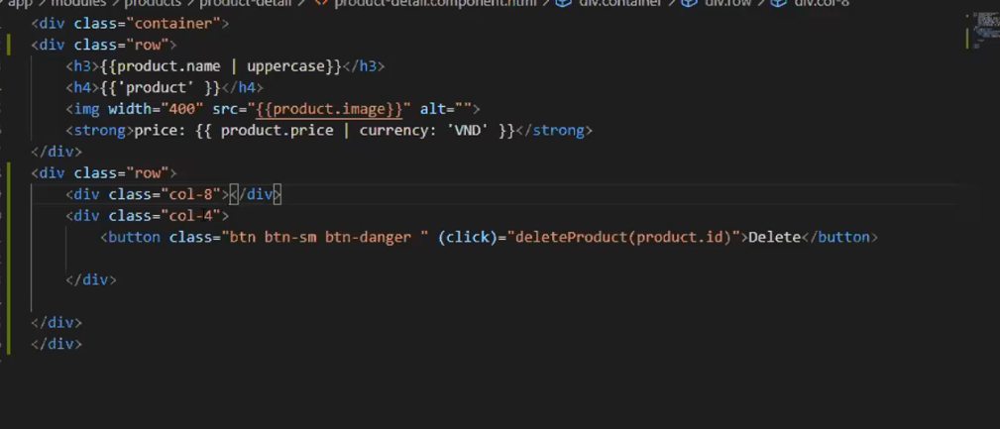 app > modules > products > product-detail > <> product-detail.component.html > div.container > div.row > div.col-8
<div class="container">
<div class="row">
<h3>{{product.name | uppercase}}</h3>
<h4>{{'product' }}</h4>
<img width="400" src="{{product.image}}" alt="">
<strong>price: {{ product.price | currency: 'VND' }}</strong>
</div>
<div class="row">
<div class="col-8"></div>
<div class="col-4">
<button class="btn btn-sm btn-danger " (click)="deleteProduct(product.id)">Delete</button>
</div>
</div>
</div>